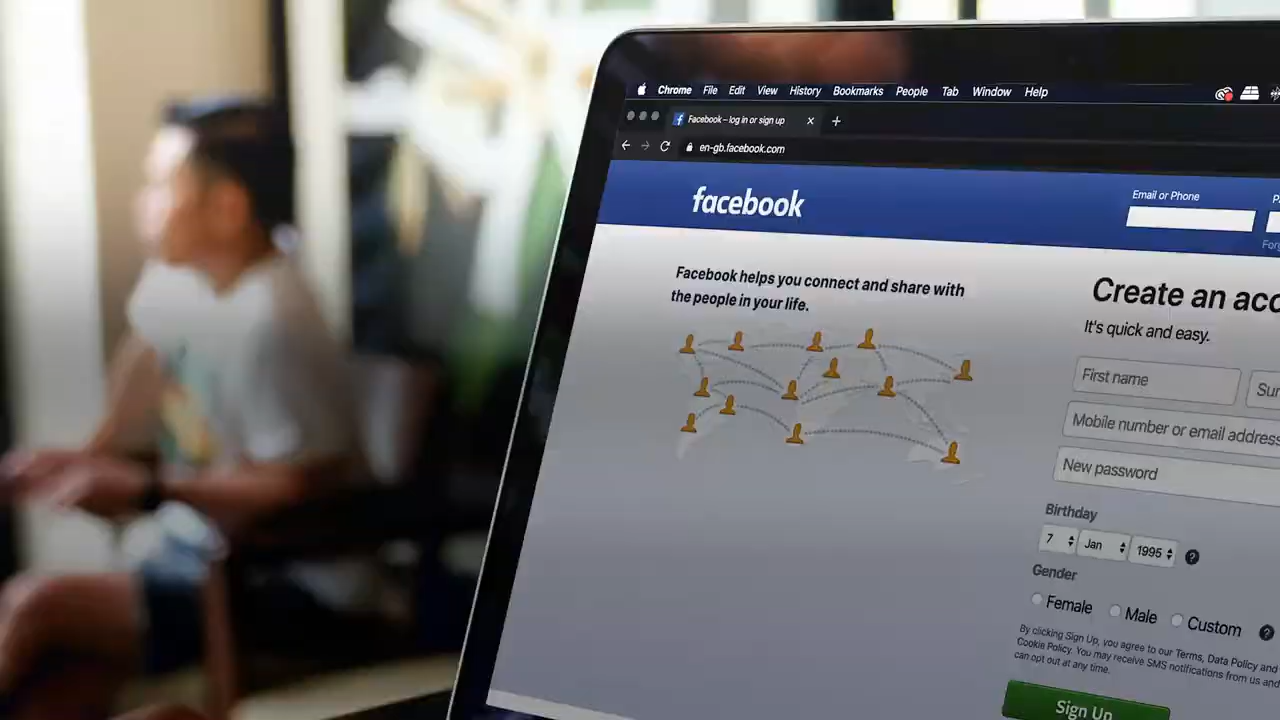 Chrome File Edit View History Bookmarks People Tab Window Help
Facebook – log in or sign up
en-gb.facebook.com
facebook
Email or Phone
Facebook helps you connect and share with
the people in your life.
Create an
It's quick and easy.
First name
Mobile number or email address
New password
Birthday
7 Jan 1995
Gender
Female Male Custom
By clicking Sign Up, you agree to our Terms, Data Policy and
Cookie Policy. You may receive SMS notifications from us and
can opt out at any time.
Sign Up